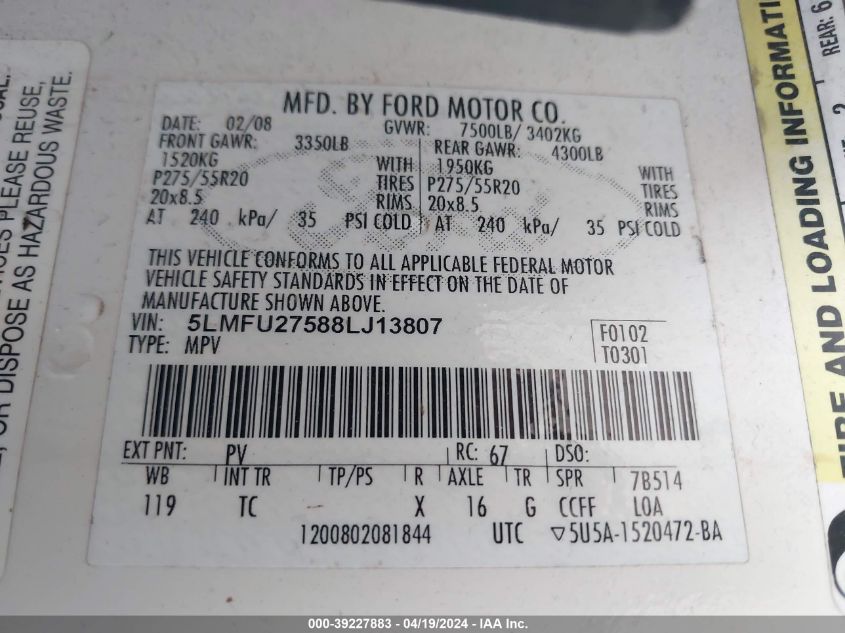 MFD. BY FORD MOTOR CO.
DATE: 02/08 GVWR: 7500LB/ 3402KG
FRONT GAWR: 3350LB REAR GAWR: 4300LB
1520KG WITH 1950KG WITH
P275/55R20 TIRES P275/55R20 TIRES
20x8.5 RIMS 20x8.5 RIMS
AT 240 kPa/ 35 PSI COLD AT 240 kPa/ 35 PSI COLD
THIS VEHICLE CONFORMS TO ALL APPLICABLE FEDERAL MOTOR
VEHICLE SAFETY STANDARDS IN EFFECT ON THE DATE OF
MANUFACTURE SHOWN ABOVE.
VIN: 5LMFU27588LJ13807 F0102
TYPE: MPV T0301
EXT PNT: PV RC: 67 DSO:
WB INT TR TP/PS R AXLE TR SPR 7B514
119 TC X 16 G CCFF LOA
1200802081844 UTC ▽5U5A-1520472-BA
PLEASE REUSE,
OR DISPOSE AS HAZARDOUS WASTE.
TIRE AND LOADING INFORMATI
REAR: 6
2
000-39227883 - 04/19/2024 - IAA Inc.